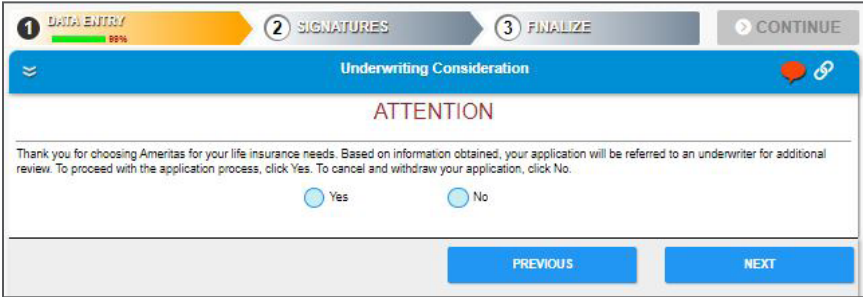 1 DATA ENTRY 2 SIGNATURES 3 FINALIZE CONTINUE
98%
Underwriting Consideration
ATTENTION
Thank you for choosing Ameritas for your life insurance needs. Based on information obtained, your application will be referred to an underwriter for additional
review. To proceed with the application process, click Yes. To cancel and withdraw your application, click No.
Yes No
PREVIOUS NEXT